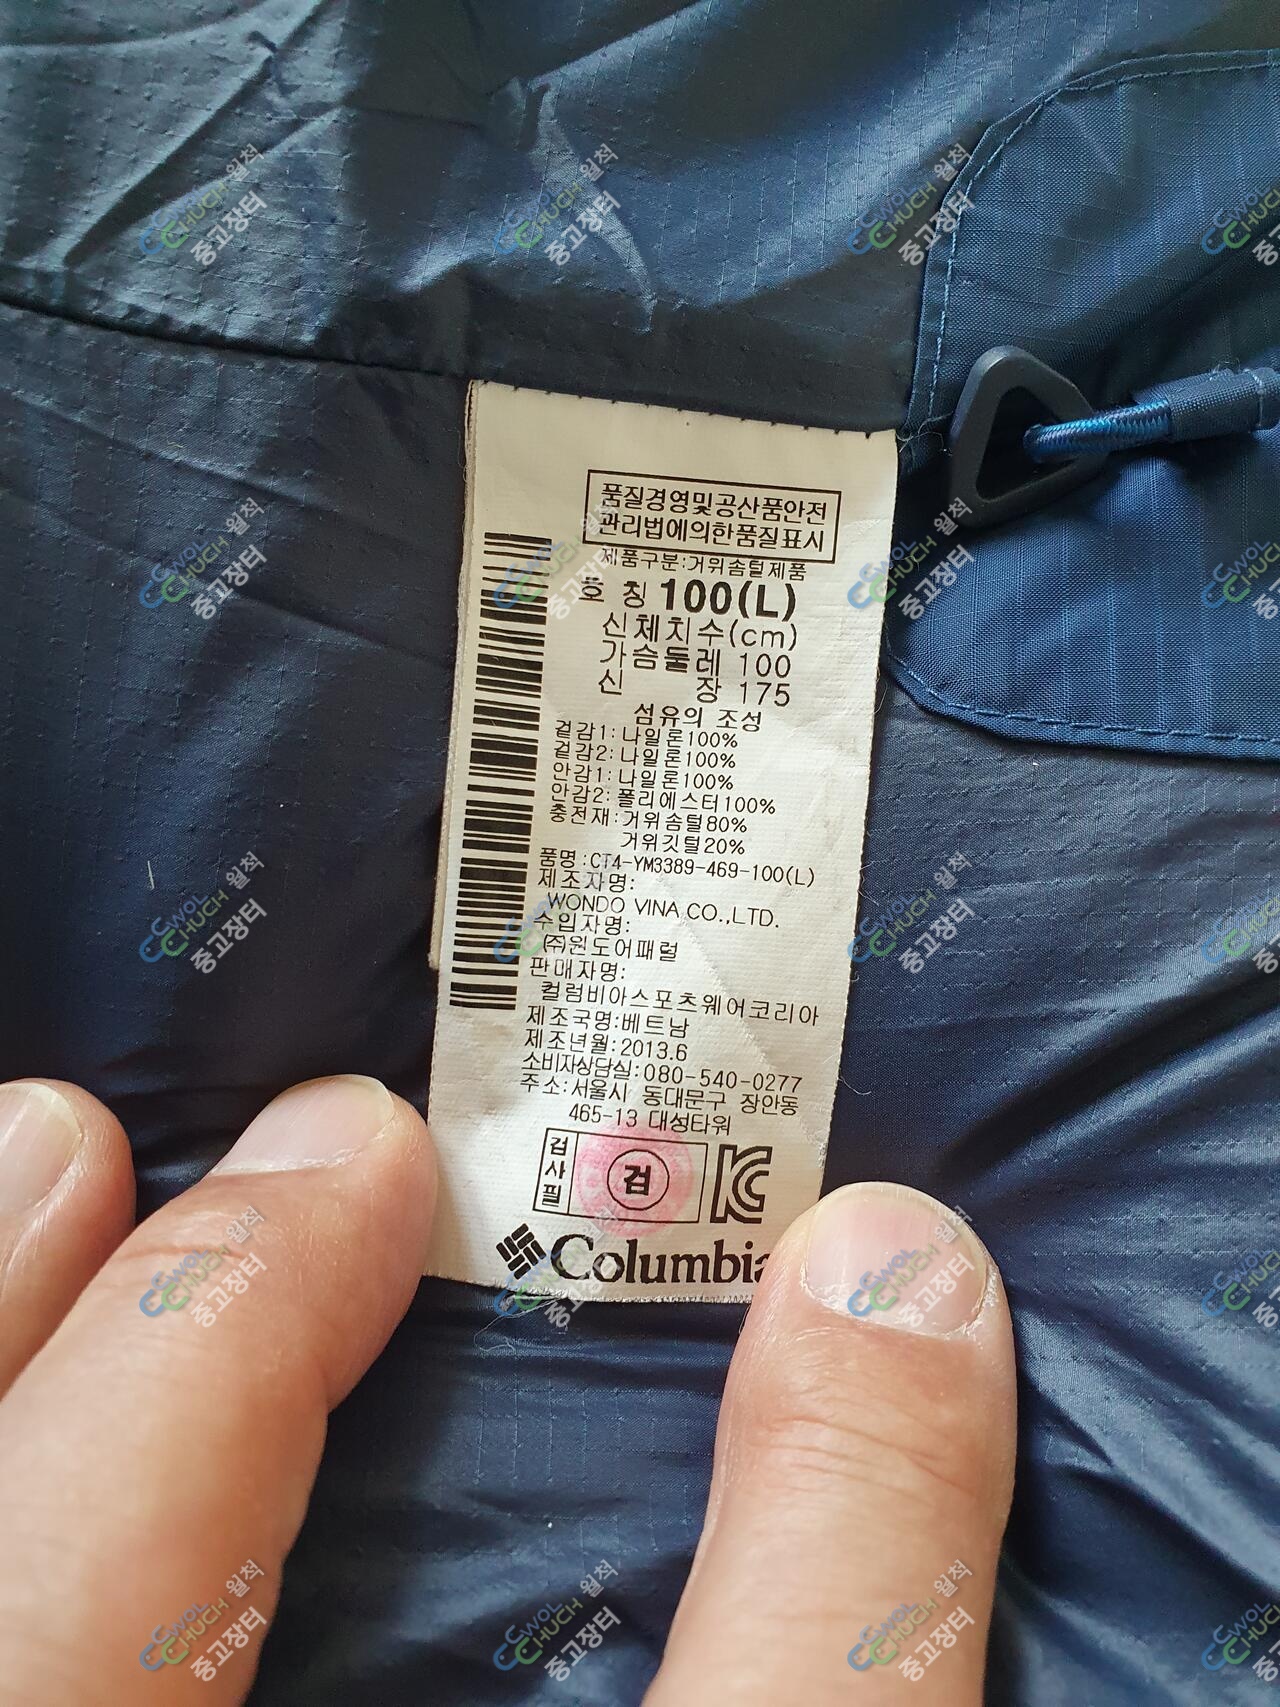 품질경영및공산품안전
관리법에의한품질표시
제품구분:거위솜털제품
호 칭 100(L)
신체치수(cm)
가슴둘레 100
신 장 175
섬유의 조성
겉감1:나일론100%
겉감2:나일론100%
안감1:나일론100%
안감2:폴리에스터100%
충전재:거위솜털80%
거위깃털20%
품명:CT4-YM3389-469-100(L)
제조자명:
WONDO VINA CO.,LTD.
수입자명:
㈜원도어패럴
판매자명:
컬럼비아스포츠웨어코리아
제조국명:베트남
제조년월:2013.6
소비자상담실:080-540-0277
주소:서울시 동대문구 장안동
465-13 대성타워
검사필
검
KC
Columbia
CWOL CHUCH 월척 중고장터